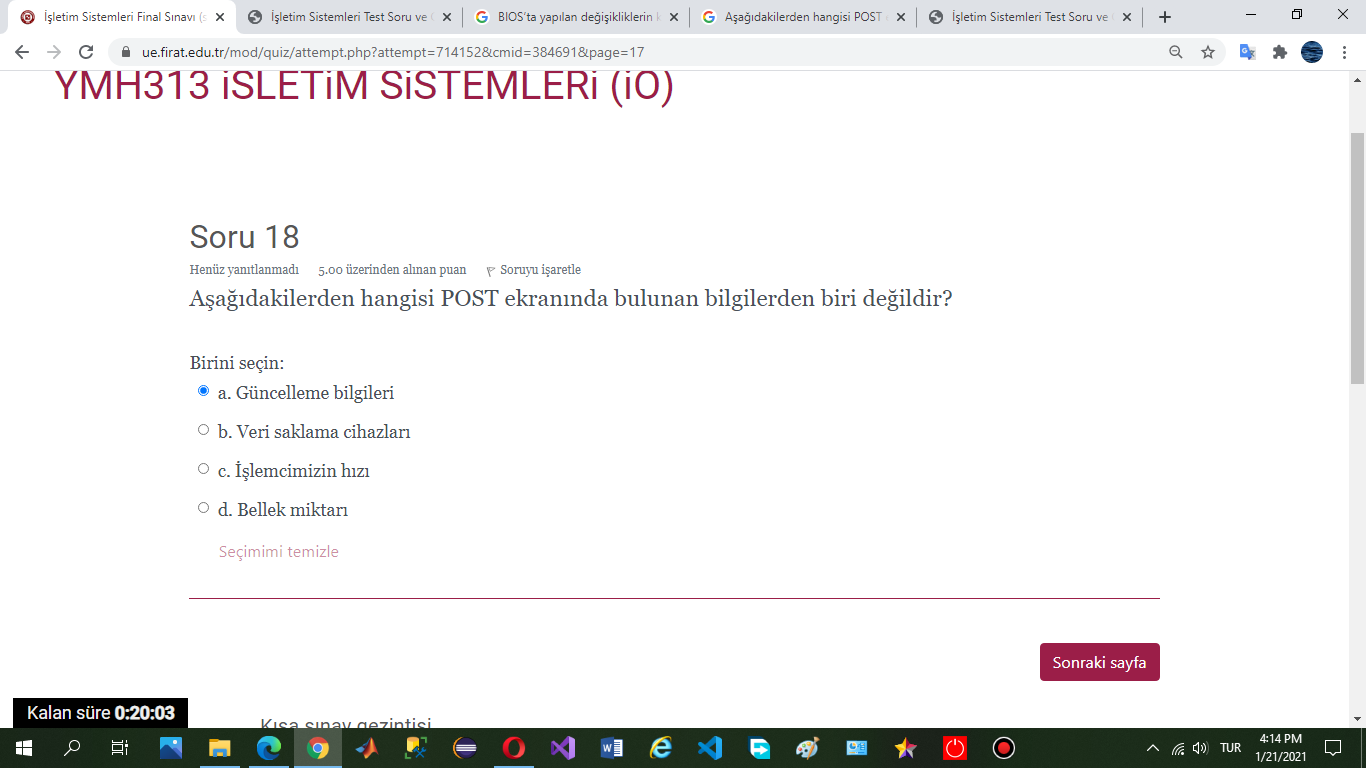 İşletim Sistemleri Final Sınavı (s
İşletim Sistemleri Test Soru ve
BIOS'ta yapılan değişikliklerin
Aşağıdakilerden hangisi POST
İşletim Sistemleri Test Soru ve
ue.firat.edu.tr/mod/quiz/attempt.php?attempt=714152&cmid=384691&page=17
YMH313 İSLETİM SİSTEMLERİ (İÖ)
Soru 18
Henüz yanıtlanmadı 5.00 üzerinden alınan puan Soruyu işaretle
Aşağıdakilerden hangisi POST ekranında bulunan bilgilerden biri değildir?
Birini seçin:
a. Güncelleme bilgileri
b. Veri saklama cihazları
c. İşlemcimizin hızı
d. Bellek miktarı
Seçimimi temizle
Sonraki sayfa
Kalan süre 0:20:03
Kısa sınav gezintisi
TUR
4:14 PM
1/21/2021